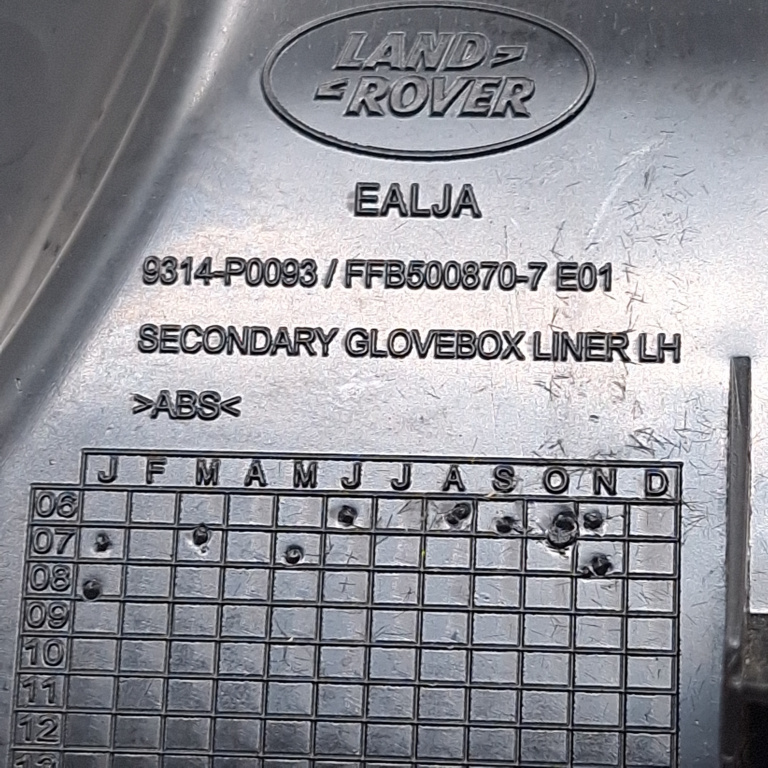 LAND
ROVER
EALJA
9314-P0093 / FFB500870-7 E01
SECONDARY GLOVEBOX LINER LH
>ABS<
J F M A M J J A S O N D
06
07
08
09
10
11
12
13